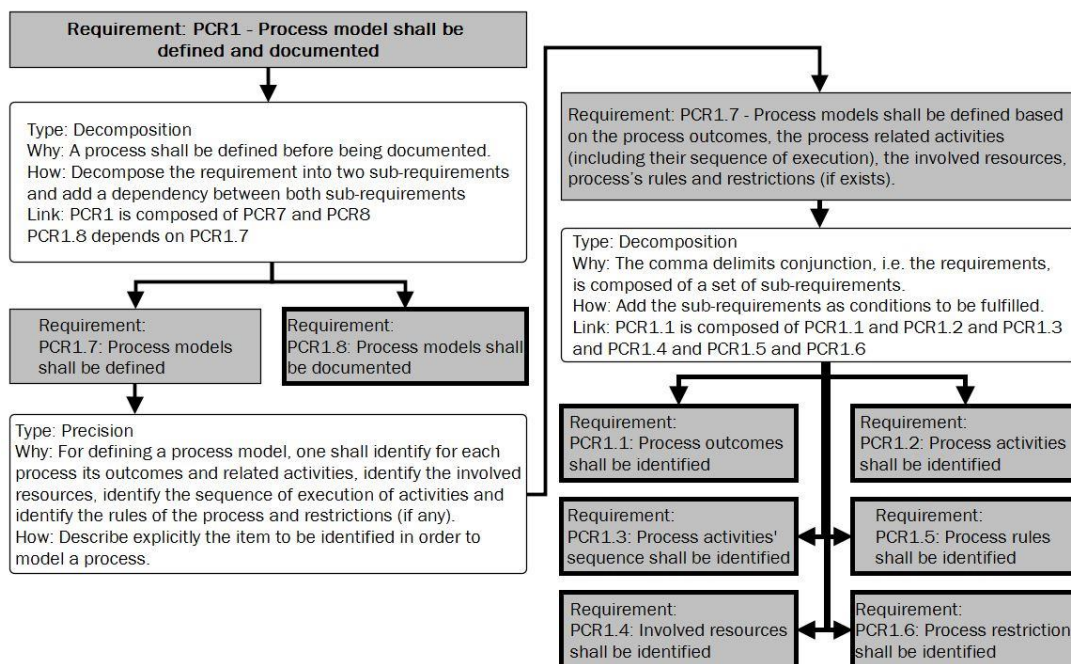 Requirement: PCR1 - Process model shall be
defined and documented
Type: Decomposition
Why: A process shall be defined before being documented.
How: Decompose the requirement into two sub-requirements
and add a dependency between both sub-requirements
Link: PCR1 is composed of PCR7 and PCR8
PCR1.8 depends on PCR1.7
Requirement:
PCR1.7: Process models
shall be defined
Requirement:
PCR1.8: Process models shall
be documented
Type: Precision
Why: For defining a process model, one shall identify for each
process its outcomes and related activities, identify the involved
resources, identify the sequence of execution of activities and
identify the rules of the process and restrictions (if any).
How: Describe explicitly the item to be identified in order to
model a process.
Requirement: PCR1.7 - Process models shall be defined based
on the process outcomes, the process related activities
(including their sequence of execution), the involved resources,
process's rules and restrictions (if exists).
Type: Decomposition
Why: The comma delimits conjunction, i.e. the requirements,
is composed of a set of sub-requirements.
How: Add the sub-requirements as conditions to be fulfilled.
Link: PCR1.1 is composed of PCR1.1 and PCR1.2 and PCR1.3
and PCR1.4 and PCR1.5 and PCR1.6
Requirement:
PCR1.1: Process outcomes
shall be identified
Requirement:
PCR1.2: Process activities
shall be identified
Requirement:
PCR1.3: Process activities'
sequence shall be identified
Requirement:
PCR1.5: Process rules
shall be identified
Requirement:
PCR1.4: Involved resources
shall be identified
Requirement:
PCR1.6: Process restriction
shall be identified